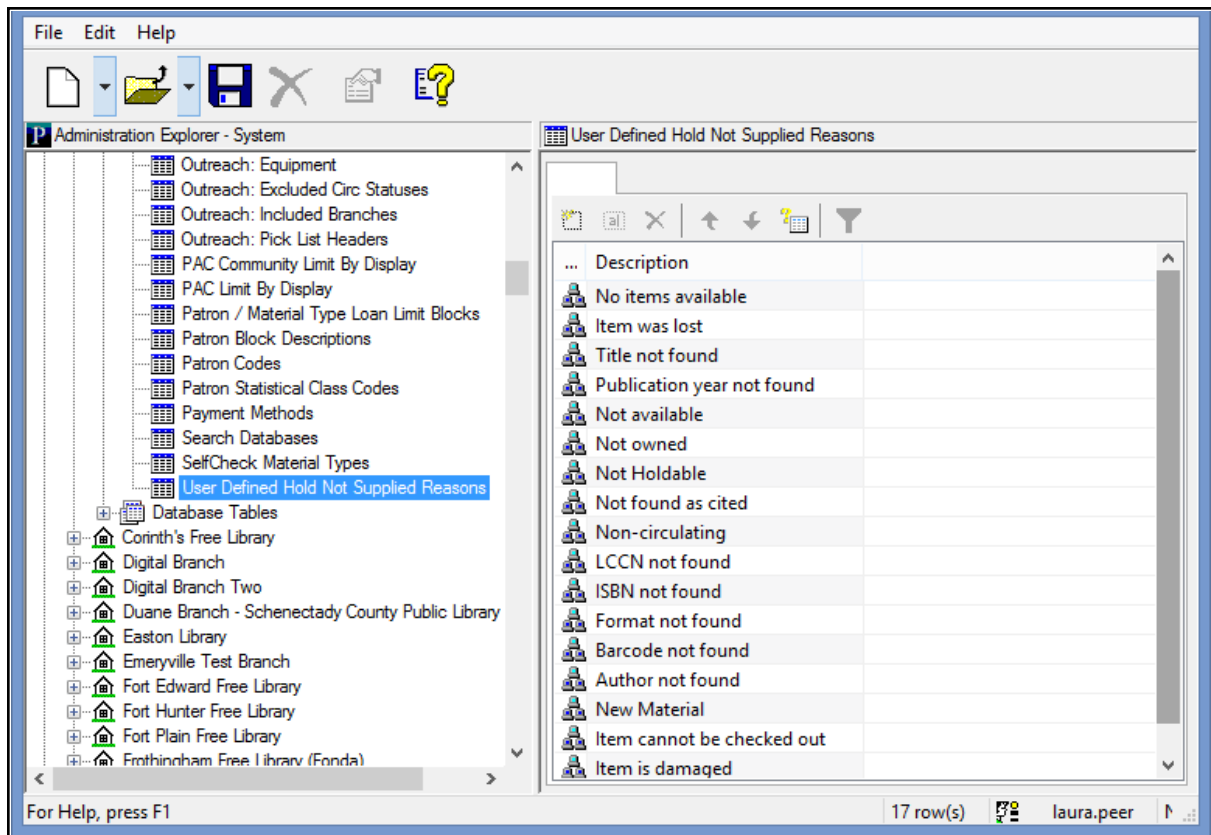 File Edit Help
Administration Explorer - System
Outreach: Equipment
Outreach: Excluded Circ Statuses
Outreach: Included Branches
Outreach: Pick List Headers
PAC Community Limit By Display
PAC Limit By Display
Patron / Material Type Loan Limit Blocks
Patron Block Descriptions
Patron Codes
Patron Statistical Class Codes
Payment Methods
Search Databases
SelfCheck Material Types
User Defined Hold Not Supplied Reasons
Database Tables
Corinth's Free Library
Digital Branch
Digital Branch Two
Duane Branch - Schenectady County Public Library
Easton Library
Emeryville Test Branch
Fort Edward Free Library
Fort Hunter Free Library
Fort Plain Free Library
Frothingham Free Library (Fonda)
User Defined Hold Not Supplied Reasons
... Description
No items available
Item was lost
Title not found
Publication year not found
Not available
Not owned
Not Holdable
Not found as cited
Non-circulating
LCCN not found
ISBN not found
Format not found
Barcode not found
Author not found
New Material
Item cannot be checked out
Item is damaged
For Help, press F1
17 row(s) laura.peer